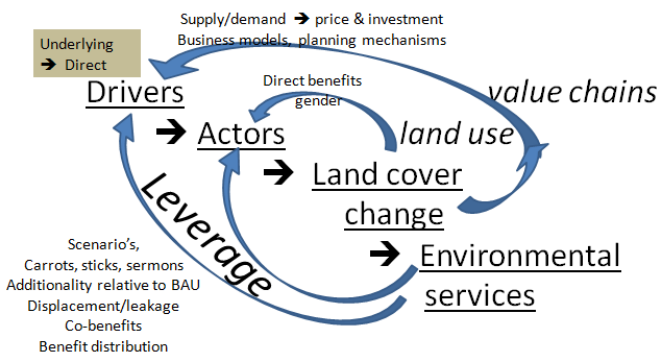 Supply/demand ➔ price & investment
Business models, planning mechanisms
Underlying
➔ Direct
Drivers
Direct benefits
gender
value chains
➔ Actors
land use
➔ Land cover
change
Leverage
➔ Environmental
services
Scenario’s,
Carrots, sticks, sermons
Additionality relative to BAU
Displacement/leakage
Co-benefits
Benefit distribution